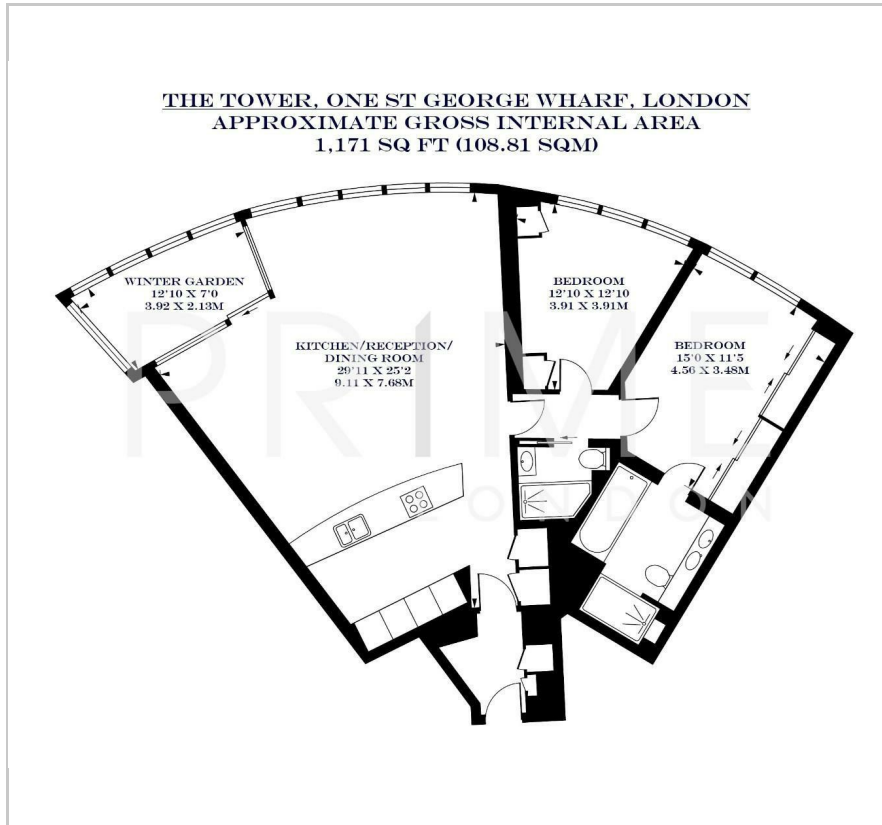 THE TOWER, ONE ST GEORGE WHARF, LONDON
APPROXIMATE GROSS INTERNAL AREA
1,171 SQ FT (108.81 SQM)
WINTER GARDEN
12'10 X 7'0
3.92 X 2.13M
BEDROOM
12'10 X 12'10
3.91 X 3.91M
KITCHEN/RECEPTION/
DINING ROOM
29'11 X 25'2
9.11 X 7.68M
BEDROOM
15'0 X 11'5
4.56 X 3.48M
PRIME
LONDON